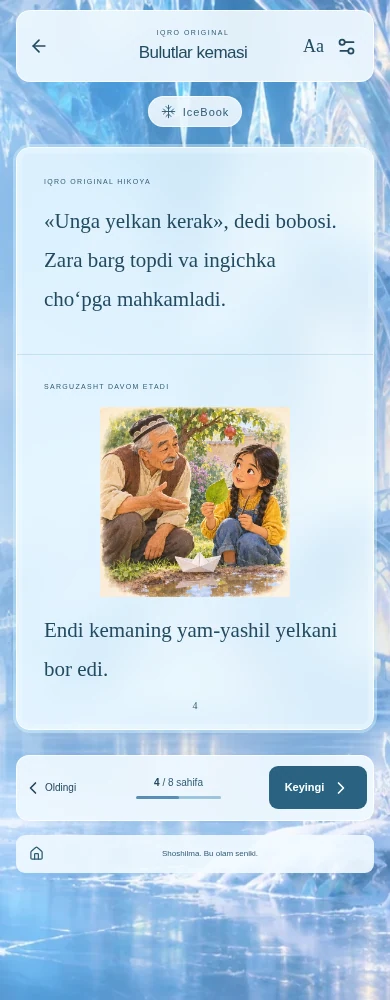 IQRO ORIGINAL
Bulutlar kemasi
Aa
IceBook
IQRO ORIGINAL HIKOYA
«Unga yelkan kerak», dedi bobosi.
Zara barg topdi va ingichka
choʻpga mahkamladi.
SARGUZASHT DAVOM ETADI
Endi kemaning yam-yashil yelkani
bor edi.
4
Oldingi
4 / 8 sahifa
Keyingi
Shoshilma. Bu olam seniki.